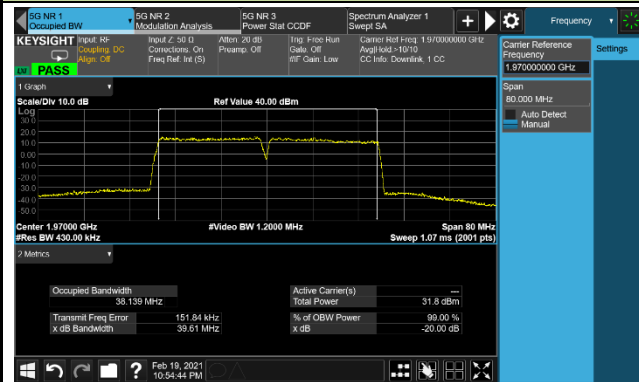 5G NR 1
Occupied BW
5G NR 2
Modulation Analysis
5G NR 3
Power Stat CCDF
Spectrum Analyzer 1
Swept SA
Frequency
KEYSIGHT
Input: RF
Coupling: DC
Align: Off
Input Z: 50 Ω
Corrections: On
Freq Ref: Int (S)
Atten: 20 dB
Preamp: Off
Trig: Free Run
Gate: Off
#IF Gain: Low
Carrier Ref Freq: 1.970000000 GHz
Avg|Hold:>10/10
CC Info: Downlink, 1 CC
LM PASS
Carrier Reference
Frequency
1.970000000 GHz
Settings
Span
80.000 MHz
Auto Detect
Manual
1 Graph
Scale/Div 10.0 dB
Ref Value 40.00 dBm
Log
30.0
20.0
10.0
0.00
-10.0
-20.0
-30.0
-40.0
-50.0
Center 1.97000 GHz
#Video BW 1.2000 MHz
Span 80 MHz
#Res BW 430.00 kHz
Sweep 1.07 ms (2001 pts)
2 Metrics
Occupied Bandwidth
38.139 MHz
Active Carrier(s) ---
Total Power 31.8 dBm
Transmit Freq Error 151.84 kHz
x dB Bandwidth 39.61 MHz
% of OBW Power 99.00 %
x dB -20.00 dB
?
Feb 19, 2021
10:54:44 PM